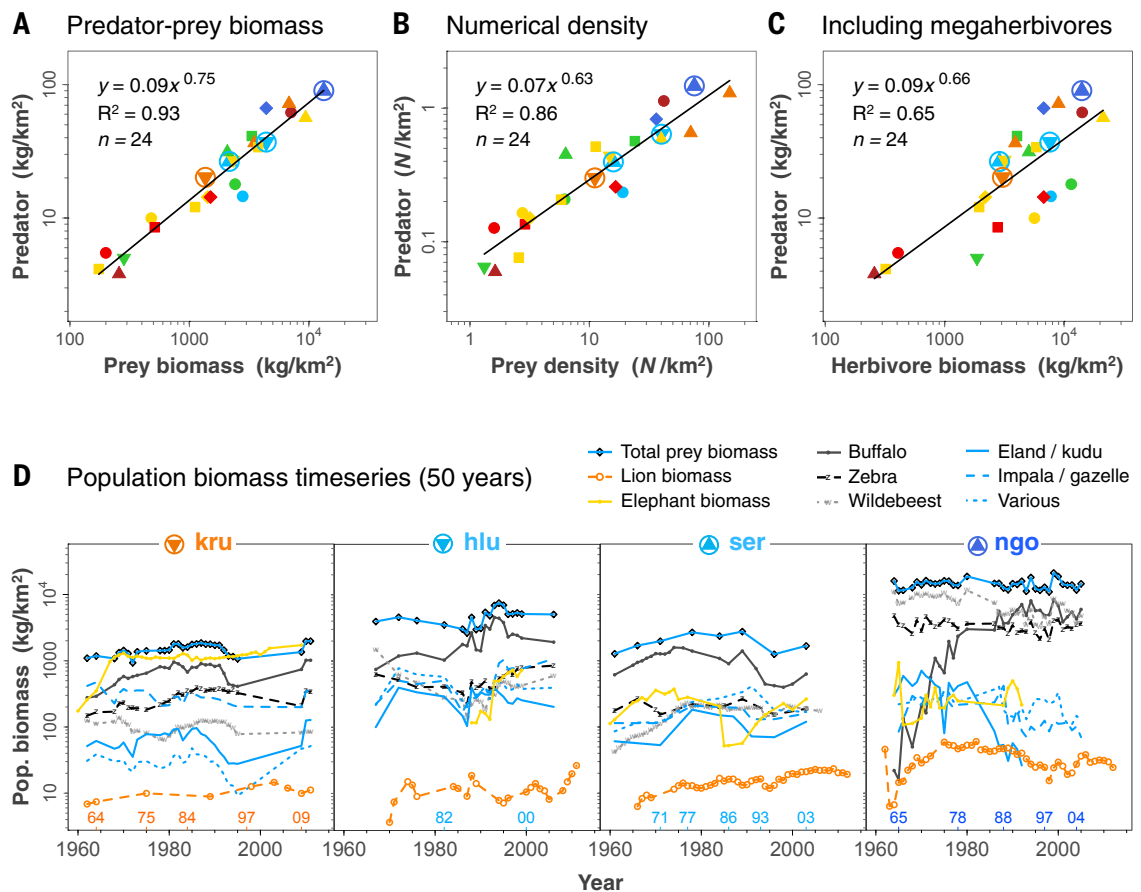 A Predator-prey biomass
y = 0.09x^0.75
R² = 0.93
n = 24
Predator (kg/km²)
100
10
100 1000 10⁴
Prey biomass (kg/km²)
B Numerical density
y = 0.07x^0.63
R² = 0.86
n = 24
Predator (N /km²)
1
0.1
1 10 100
Prey density (N /km²)
C Including megaherbivores
y = 0.09x^0.66
R² = 0.65
n = 24
Predator (kg/km²)
100
10
100 1000 10⁴
Herbivore biomass (kg/km²)
D Population biomass timeseries (50 years)
Total prey biomass
Lion biomass
Elephant biomass
Buffalo
Zebra
Wildebeest
Eland / kudu
Impala / gazelle
Various
kru
hlu
ser
ngo
Pop. biomass (kg/km²)
10⁴
1000
100
10
64 75 84 97 09
82 00
71 77 86 93 03
65 78 88 97 04
1960 1980 2000
1960 1980 2000
1960 1980 2000
1960 1980 2000
Year